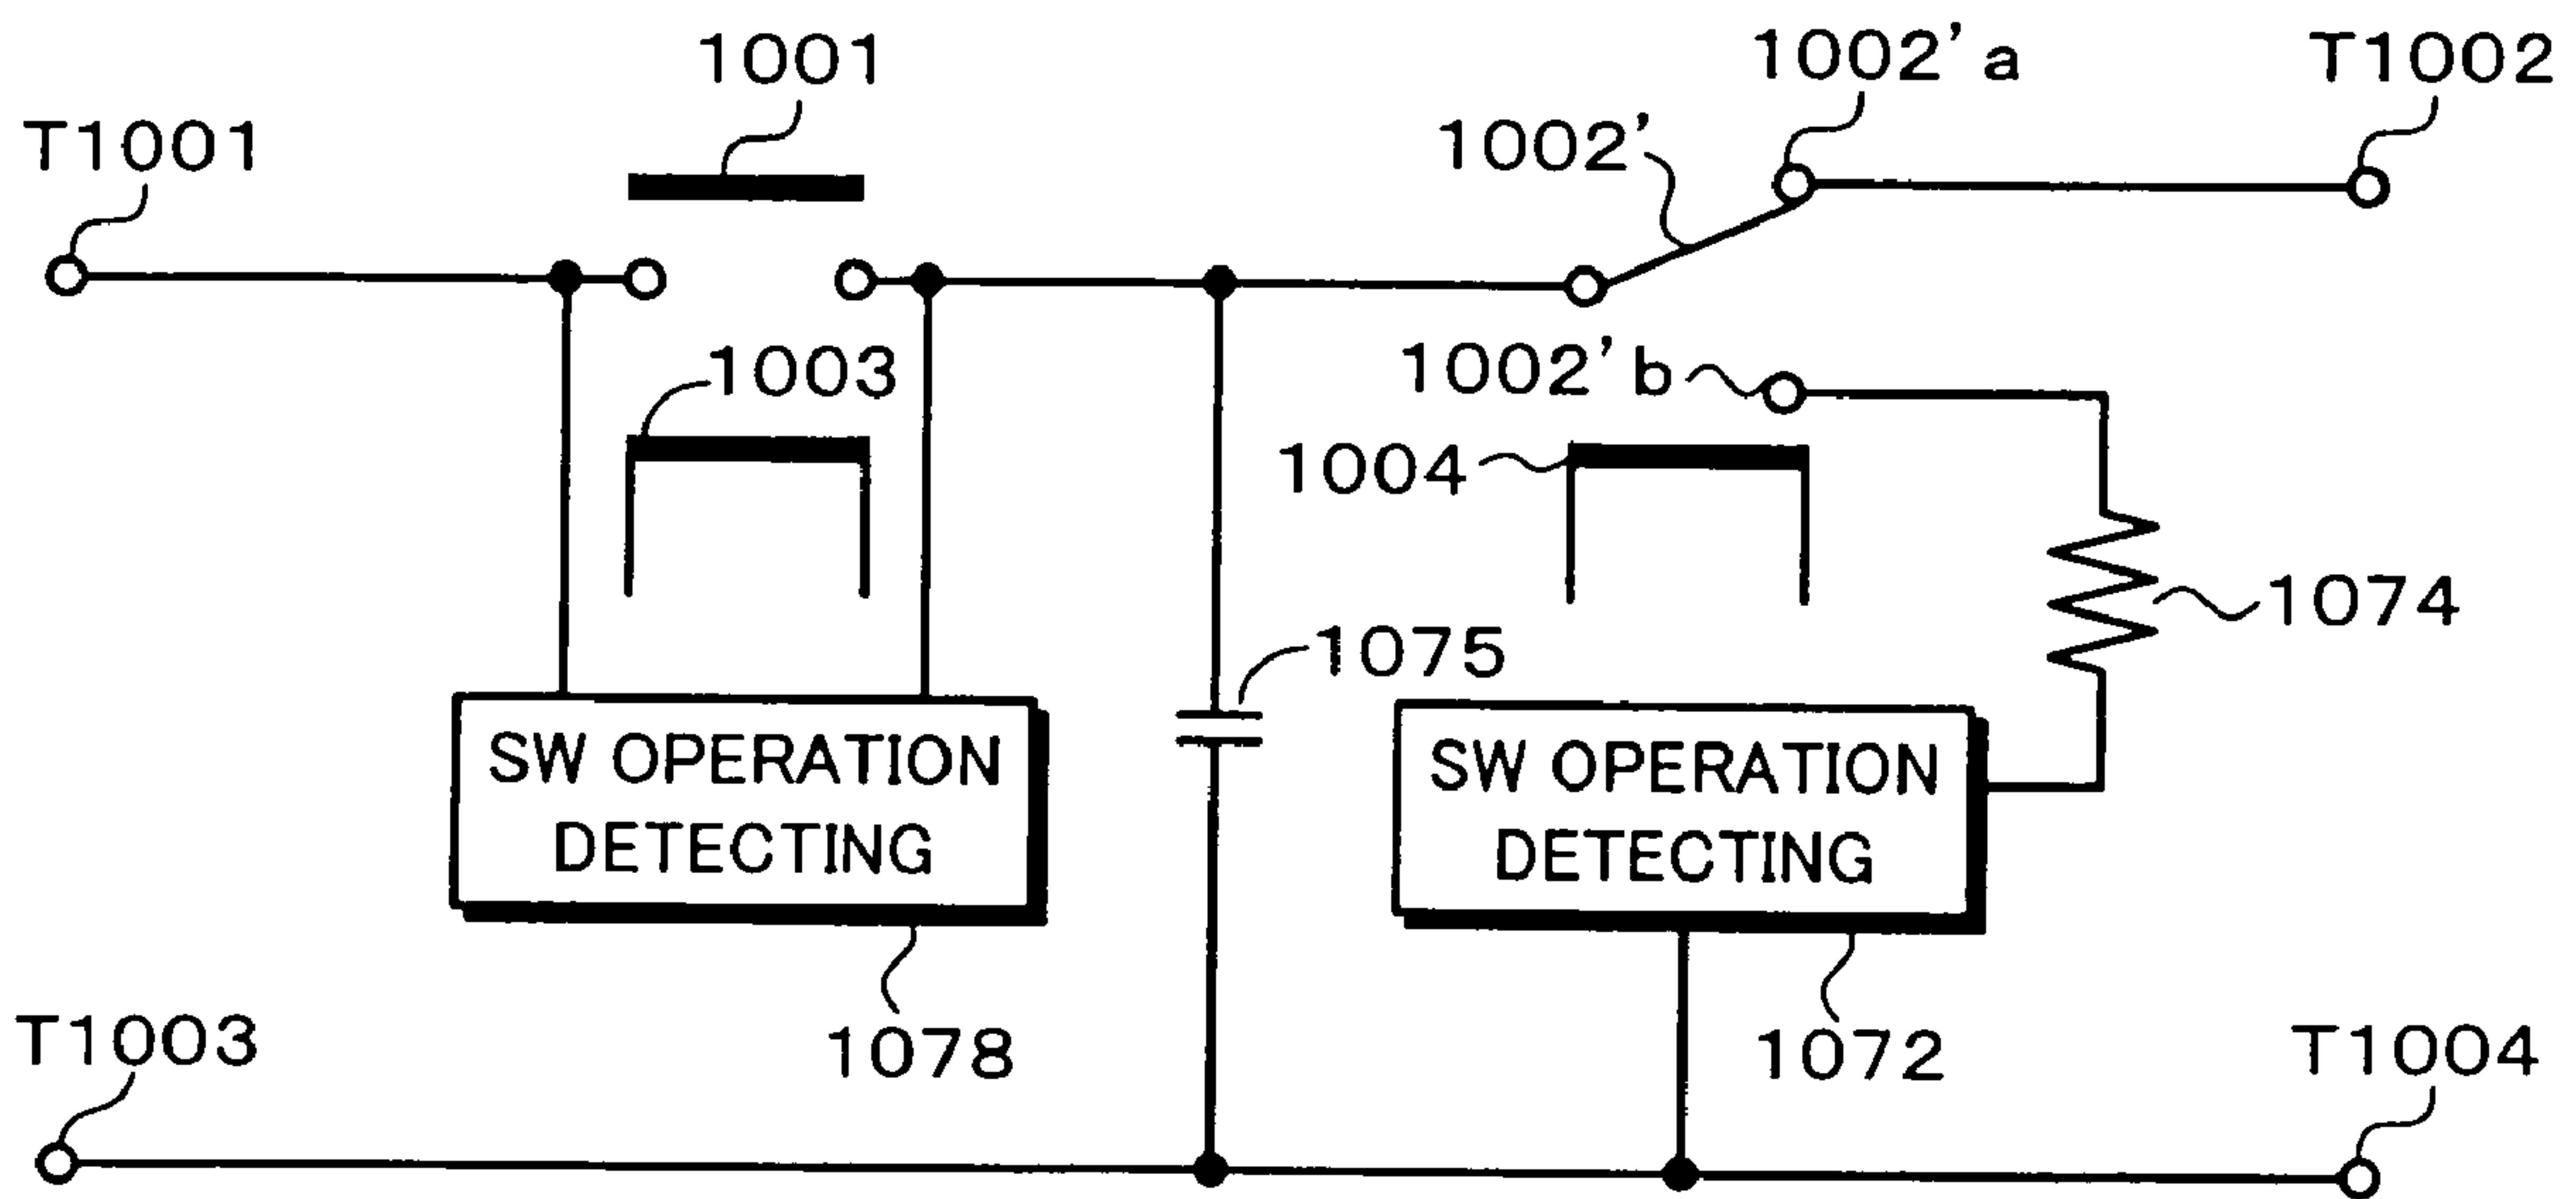 1001
1002'a
T1002
T1001
1002'
1003
1002'b
1004
1074
1075
SW OPERATION
DETECTING
SW OPERATION
DETECTING
T1003
1078
1072
T1004